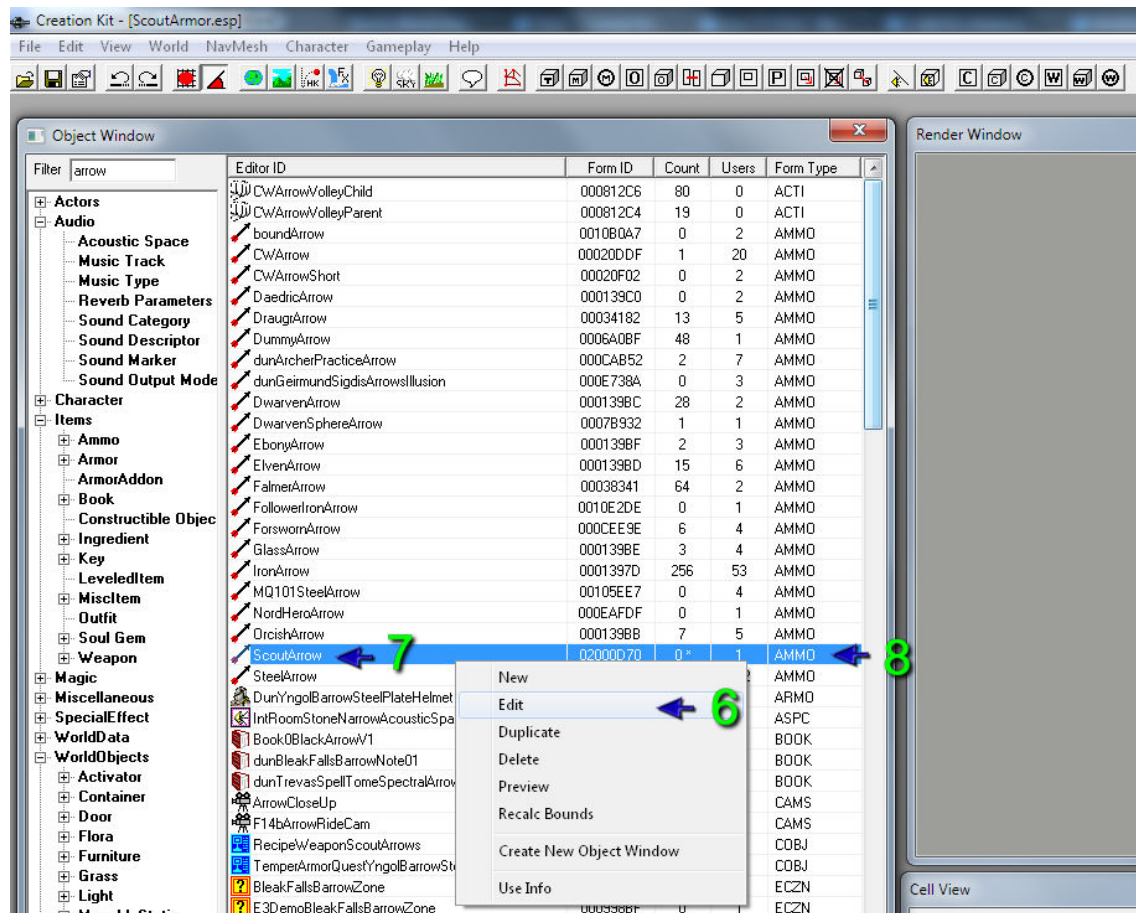 Creation Kit - [ScoutArmor.esp]
File Edit View World NavMesh Character Gameplay Help
Object Window
Render Window
Filter arrow
Editor ID Form ID Count Users Form Type
Actors
Audio
Acoustic Space
Music Track
Music Type
Reverb Parameters
Sound Category
Sound Descriptor
Sound Marker
Sound Output Mode
Character
Items
Ammo
Armor
ArmorAddon
Book
Constructible Objec
Ingredient
Key
LeveledItem
MiscItem
Outfit
Soul Gem
Weapon
Magic
Miscellaneous
SpecialEffect
WorldData
WorldObjects
Activator
Container
Door
Flora
Furniture
Grass
Light
CWArrowVolleyChild 000812C6 80 0 ACTI
CWArrowVolleyParent 000812C4 19 0 ACTI
boundArrow 0010B0A7 0 2 AMMO
CWArrow 00020DDF 1 20 AMMO
CWArrowShort 00020F02 0 2 AMMO
DaedricArrow 000139C0 0 2 AMMO
DraugrArrow 00034182 13 5 AMMO
DummyArrow 0006A0BF 48 1 AMMO
dunArcherPracticeArrow 000CAB52 2 7 AMMO
dunGeirmundSigdisArrowsIllusion 000E738A 0 3 AMMO
DwarvenArrow 000139BC 28 2 AMMO
DwarvenSphereArrow 0007B932 1 1 AMMO
EbonyArrow 000139BF 2 3 AMMO
ElvenArrow 000139BD 15 6 AMMO
FalmerArrow 00038341 64 2 AMMO
FollowerIronArrow 0010E2DE 0 1 AMMO
ForswornArrow 000CEE9E 6 4 AMMO
GlassArrow 000139BE 3 4 AMMO
IronArrow 0001397D 256 53 AMMO
MQ101SteelArrow 00105EE7 0 4 AMMO
NordHeroArrow 000EAFDF 0 1 AMMO
OrcishArrow 000139BB 7 5 AMMO
ScoutArrow 7 02000D70 0 * 1 AMMO 8
SteelArrow AMMO
DunYngolBarrowSteelPlateHelmet ARMO
IntRoomStoneNarrowAcousticSpa ASPC
Book0BlackArrowV1 BOOK
dunBleakFallsBarrowNote01 BOOK
dunTrevasSpellTomeSpectralArrow BOOK
ArrowCloseUp CAMS
F14bArrowRideCam CAMS
RecipeWeaponScoutArrows COBJ
TemperArmorQuestYngolBarrowSt COBJ
BleakFallsBarrowZone ECZN
E3DemoBleakFallsBarrowZone 000998BF 0 1 ECZN
New
Edit 6
Duplicate
Delete
Preview
Recalc Bounds
Create New Object Window
Use Info
Cell View